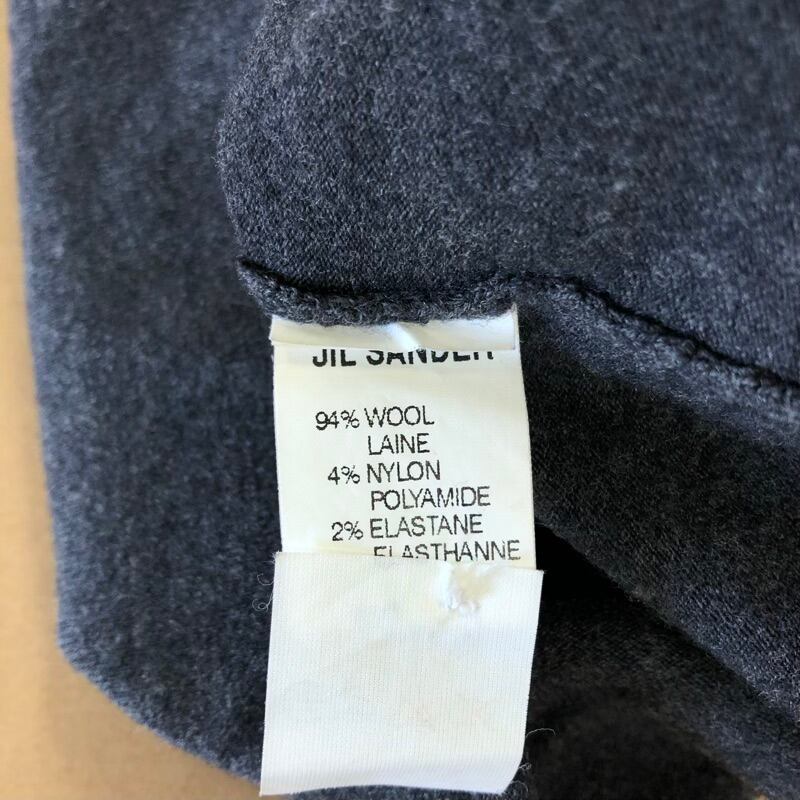 JIL SANDER
94% WOOL
LAINE
4% NYLON
POLYAMIDE
2% ELASTANE
ELASTHANNE